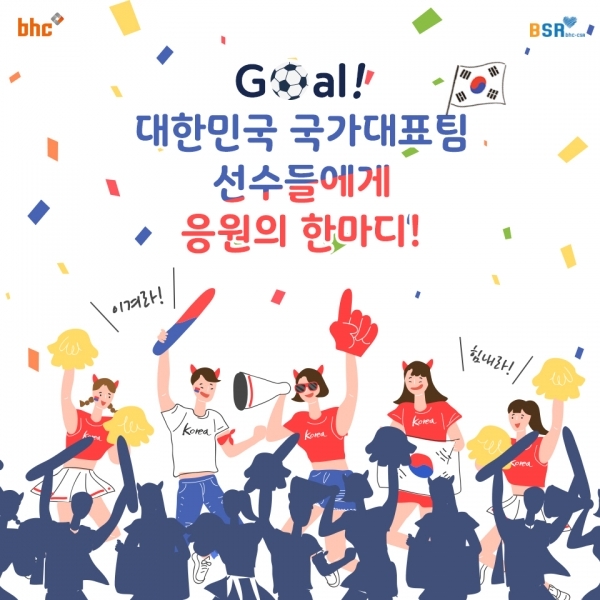 bhc
BSR bhc-csr
Goal!
대한민국 국가대표팀
선수들에게
응원의 한마디!
이겨라!
힘내라!
Korea
Korea.
Korea.
Korea.
Korea.